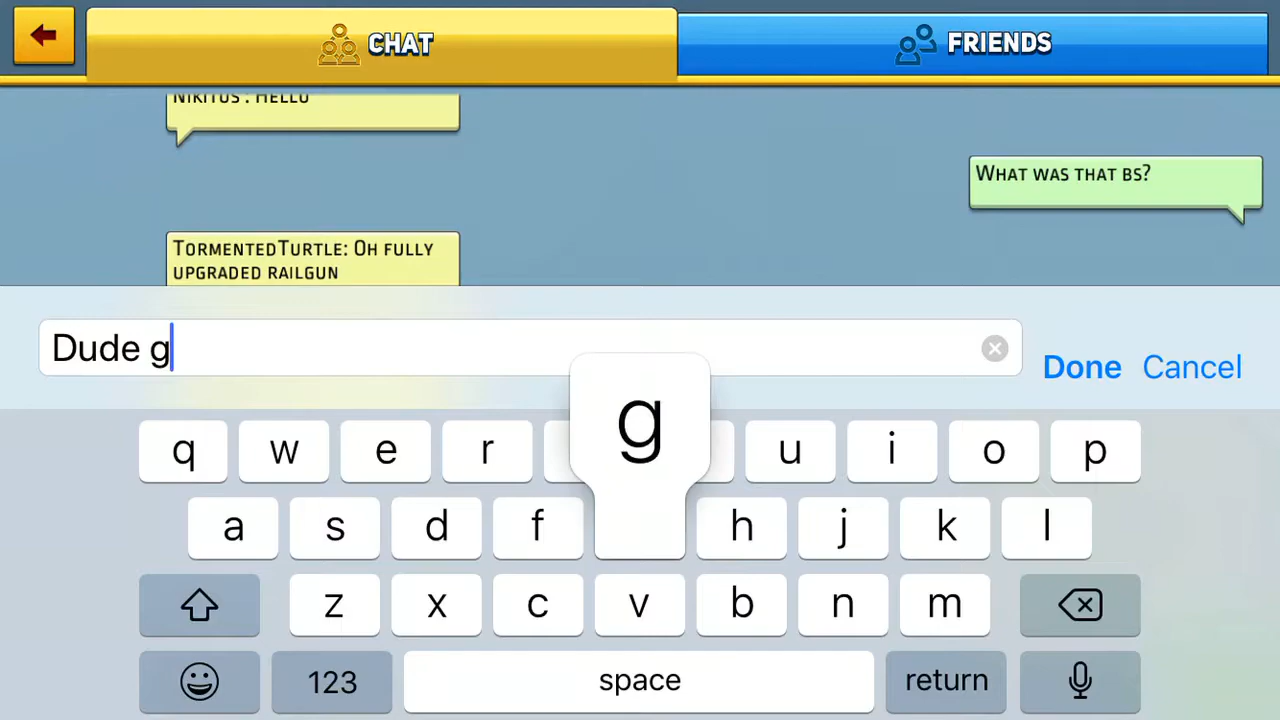 CHAT
FRIENDS
NIKITUS : HELLO
WHAT WAS THAT BS?
TORMENTEDTURTLE: OH FULLY
UPGRADED RAILGUN
Dude g
Done Cancel
g
q w e r u i o p
a s d f h j k l
z x c v b n m
123 space return